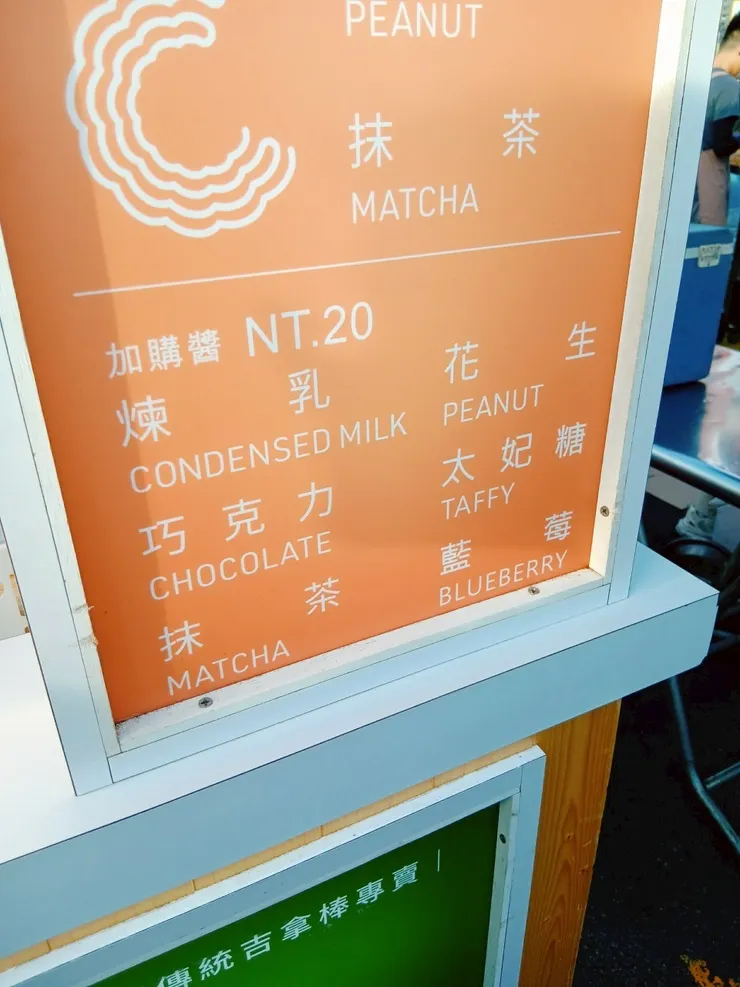 PEANUT
抹茶
MATCHA
加購醬 NT.20
煉乳
CONDENSED MILK
花生
PEANUT
巧克力
CHOCOLATE
太妃糖
TAFFY
抹茶
MATCHA
藍莓
BLUEBERRY
傳統吉拿棒專賣|